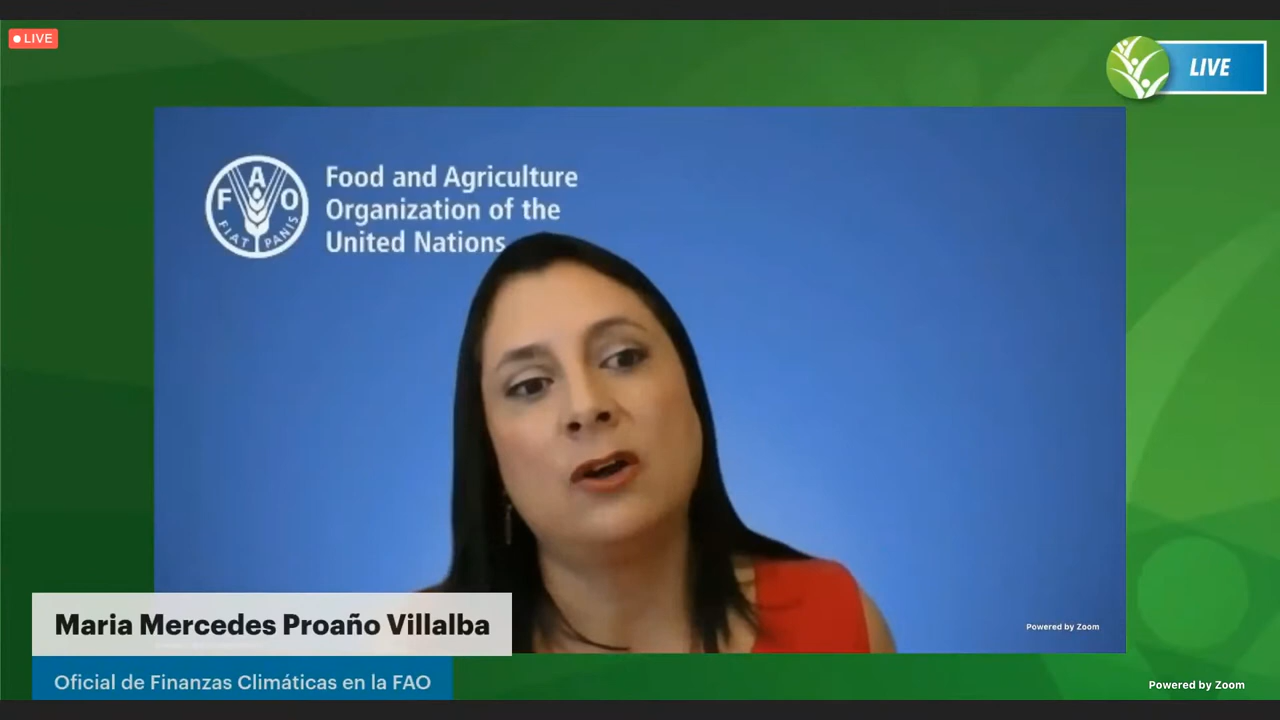 LIVE
LIVE
FAO
FIAT PANIS
Food and Agriculture
Organization of the
United Nations
Maria Mercedes Proaño Villalba
Oficial de Finanzas Climáticas en la FAO
Powered by Zoom
Powered by Zoom